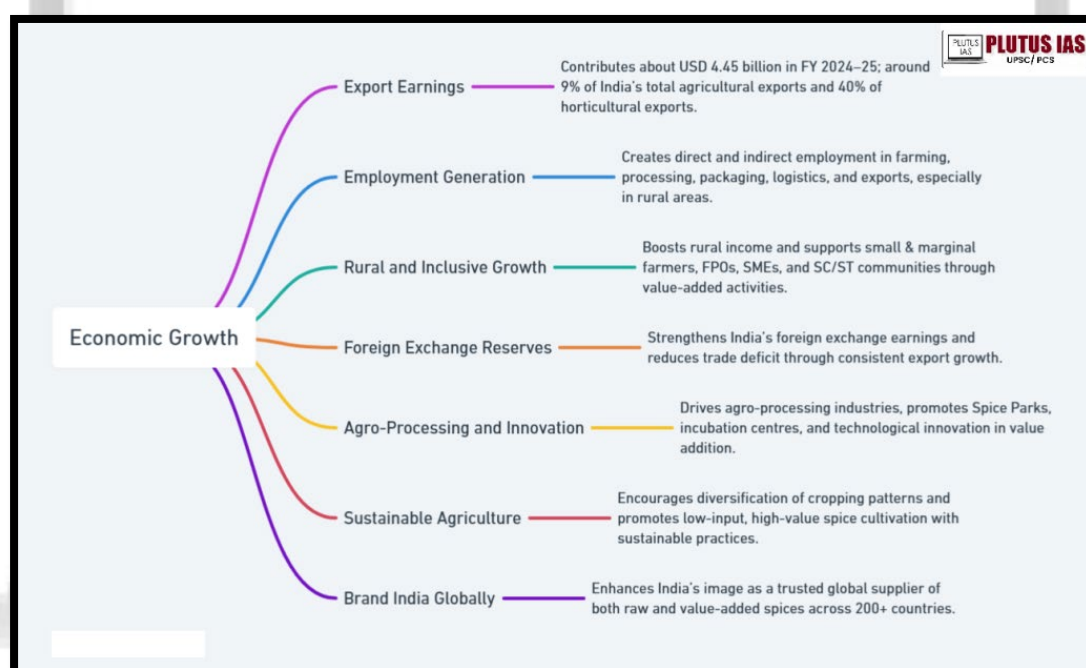 PLUTUS IAS
PLUTUS IAS
UPSC/PCS
Export Earnings
Contributes about USD 4.45 billion in FY 2024–25; around
9% of India's total agricultural exports and 40% of
horticultural exports.
Employment Generation
Creates direct and indirect employment in farming,
processing, packaging, logistics, and exports, especially
in rural areas.
Rural and Inclusive Growth
Boosts rural income and supports small & marginal
farmers, FPOs, SMEs, and SC/ST communities through
value-added activities.
Economic Growth
Foreign Exchange Reserves
Strengthens India's foreign exchange earnings and
reduces trade deficit through consistent export growth.
Agro-Processing and Innovation
Drives agro-processing industries, promotes Spice Parks,
incubation centres, and technological innovation in value
addition.
Sustainable Agriculture
Encourages diversification of cropping patterns and
promotes low-input, high-value spice cultivation with
sustainable practices.
Brand India Globally
Enhances India's image as a trusted global supplier of
both raw and value-added spices across 200+ countries.